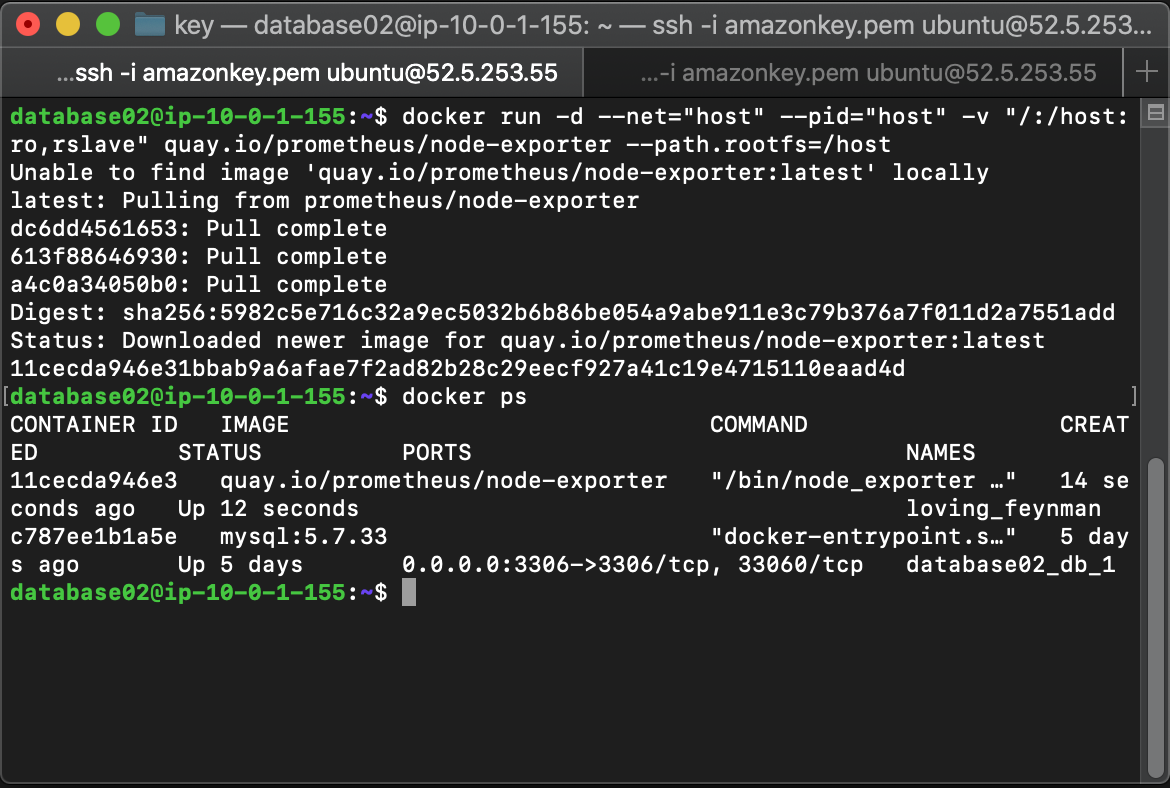 key — database02@ip-10-0-1-155: ~ — ssh -i amazonkey.pem ubuntu@52.5.253...
...ssh -i amazonkey.pem ubuntu@52.5.253.55
...-i amazonkey.pem ubuntu@52.5.253.55
database02@ip-10-0-1-155:~$ docker run -d --net="host" --pid="host" -v "/:/host:
ro,rslave" quay.io/prometheus/node-exporter --path.rootfs=/host
Unable to find image 'quay.io/prometheus/node-exporter:latest' locally
latest: Pulling from prometheus/node-exporter
dc6dd4561653: Pull complete
613f88646930: Pull complete
a4c0a34050b0: Pull complete
Digest: sha256:5982c5e716c32a9ec5032b6b86be054a9abe911e3c79b376a7f011d2a7551add
Status: Downloaded newer image for quay.io/prometheus/node-exporter:latest
11cecda946e31bbab9a6afae7f2ad82b28c29eecf927a41c19e4715110eaad4d
[database02@ip-10-0-1-155:~$ docker ps ]
CONTAINER ID   IMAGE                              COMMAND                  CREAT
ED          STATUS          PORTS                               NAMES
11cecda946e3   quay.io/prometheus/node-exporter   "/bin/node_exporter …"   14 se
conds ago   Up 12 seconds                                       loving_feynman
c787ee1b1a5e   mysql:5.7.33                       "docker-entrypoint.s…"   5 day
s ago       Up 5 days       0.0.0.0:3306->3306/tcp, 33060/tcp   database02_db_1
database02@ip-10-0-1-155:~$